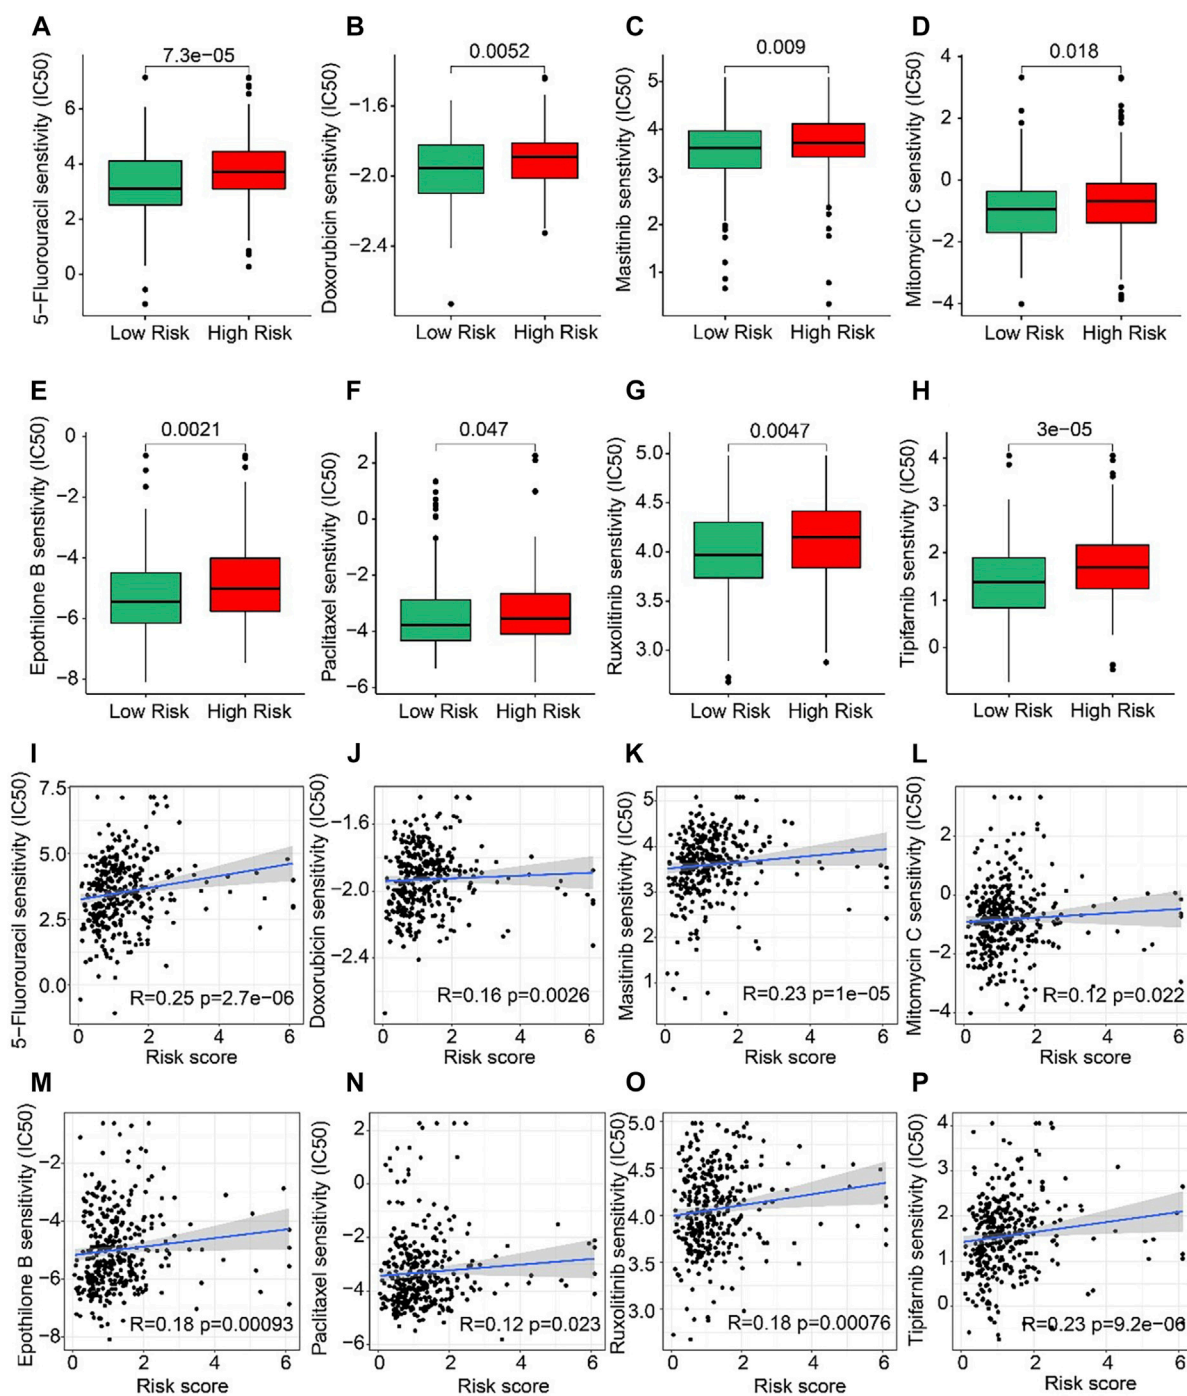 A
B
C
D
7.3e−05
0.0052
0.009
0.018
5−Fluorouracil senstivity (IC50)
6
4
2
0
Low Risk High Risk
Doxorubicin senstivity (IC50)
−1.6
−2.0
−2.4
Low Risk High Risk
Masitinib senstivity (IC50)
5
4
3
2
1
Low Risk High Risk
Mitomycin C senstivity (IC50)
4
2
0
−2
−4
Low Risk High Risk
E
F
G
H
0.0021
0.047
0.0047
3e−05
Epothilone B senstivity (IC50)
0
−2
−4
−6
−8
Low Risk High Risk
Paclitaxel senstivity (IC50)
2
0
−2
−4
−6
Low Risk High Risk
Ruxolitinib senstivity (IC50)
4.5
4.0
3.5
3.0
Low Risk High Risk
Tipifarnib senstivity (IC50)
4
3
2
1
0
Low Risk High Risk
I
J
K
L
5−Fluorouracil sensitivity (IC50)
7.5
5.0
2.5
0.0
R=0.25 p=2.7e−06
0 2 4 6
Risk score
Doxorubicin sensitivity (IC50)
−1.6
−2.0
−2.4
R=0.16 p=0.0026
0 2 4 6
Risk score
Masitinib sensitivity (IC50)
5
4
3
2
1
R=0.23 p=1e−05
0 2 4 6
Risk score
Mitomycin C sensitivity (IC50)
2
0
−2
−4
R=0.12 p=0.022
0 2 4 6
Risk score
M
N
O
P
Epothilone B sensitivity (IC50)
−2
−4
−6
−8
R=0.18 p=0.00093
0 2 4 6
Risk score
Paclitaxel sensitivity (IC50)
2
0
−2
−4
−6
R=0.12 p=0.023
0 2 4 6
Risk score
Ruxolitinib sensitivity (IC50)
5.0
4.5
4.0
3.5
3.0
R=0.18 p=0.00076
0 2 4 6
Risk score
Tipifarnib sensitivity (IC50)
4
3
2
1
0
R=0.23 p=9.2e−06
0 2 4 6
Risk score